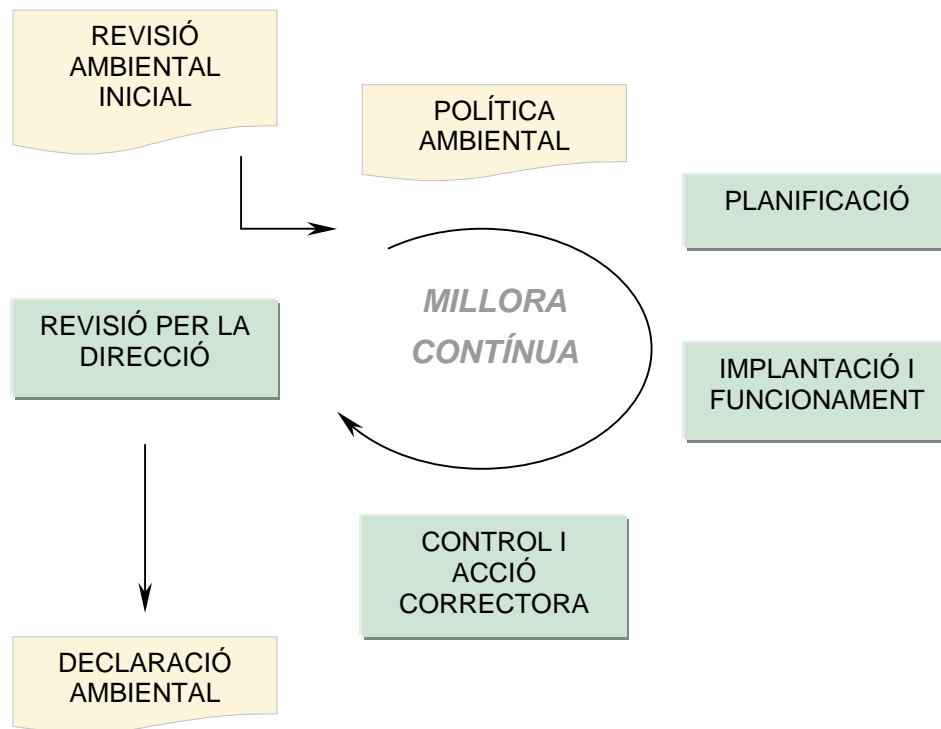 REVISIÓ
AMBIENTAL
INICIAL
POLÍTICA
AMBIENTAL
PLANIFICACIÓ
MILLORA
CONTÍNUA
REVISIÓ PER LA
DIRECCIÓ
IMPLANTACIÓ I
FUNCIONAMENT
CONTROL I
ACCIÓ
CORRECTORA
DECLARACIÓ
AMBIENTAL